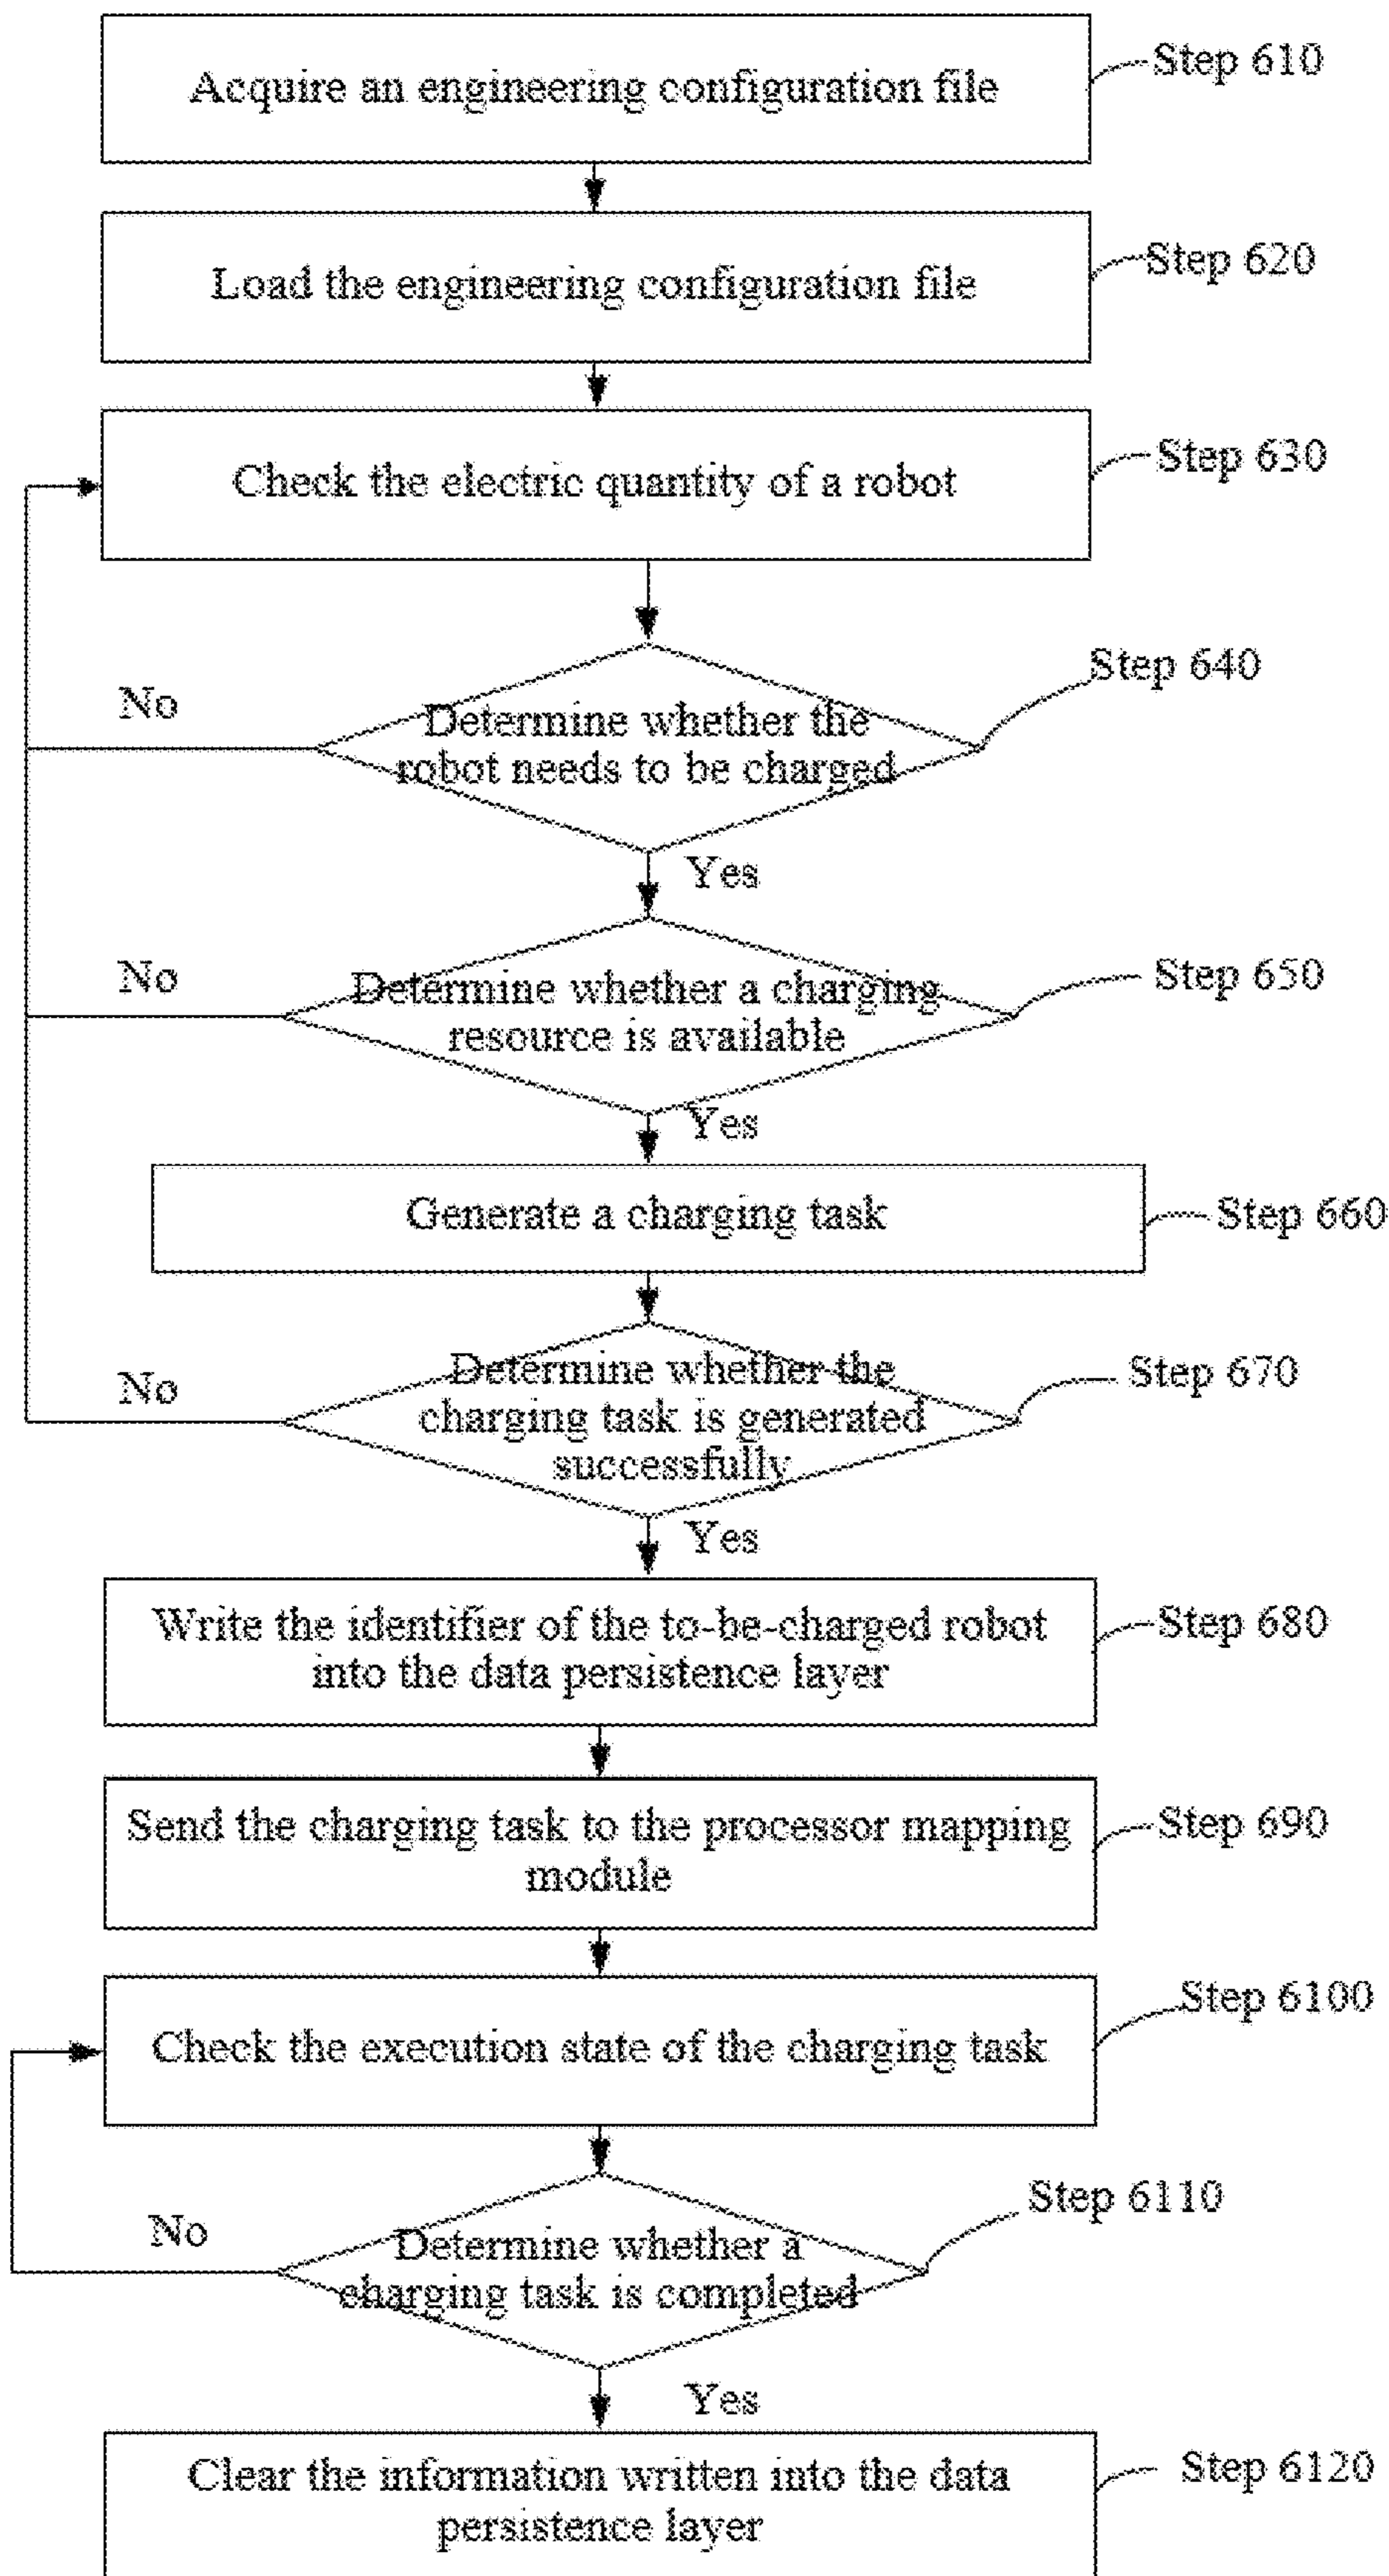 Acquire an engineering configuration file
Step 610
Load the engineering configuration file
Step 620
Check the electric quantity of a robot
Step 630
Step 640
No
Determine whether the
robot needs to be charged
Yes
No
Determine whether a charging
resource is available
Step 650
Yes
Generate a charging task
Step 660
No
Determine whether the
charging task is generated
successfully
Step 670
Yes
Write the identifier of the to-be-charged robot
into the data persistence layer
Step 680
Send the charging task to the processor mapping
module
Step 690
Step 6100
Check the execution state of the charging task
Step 6110
No
Determine whether a
charging task is completed
Yes
Clear the information written into the data
persistence layer
Step 6120